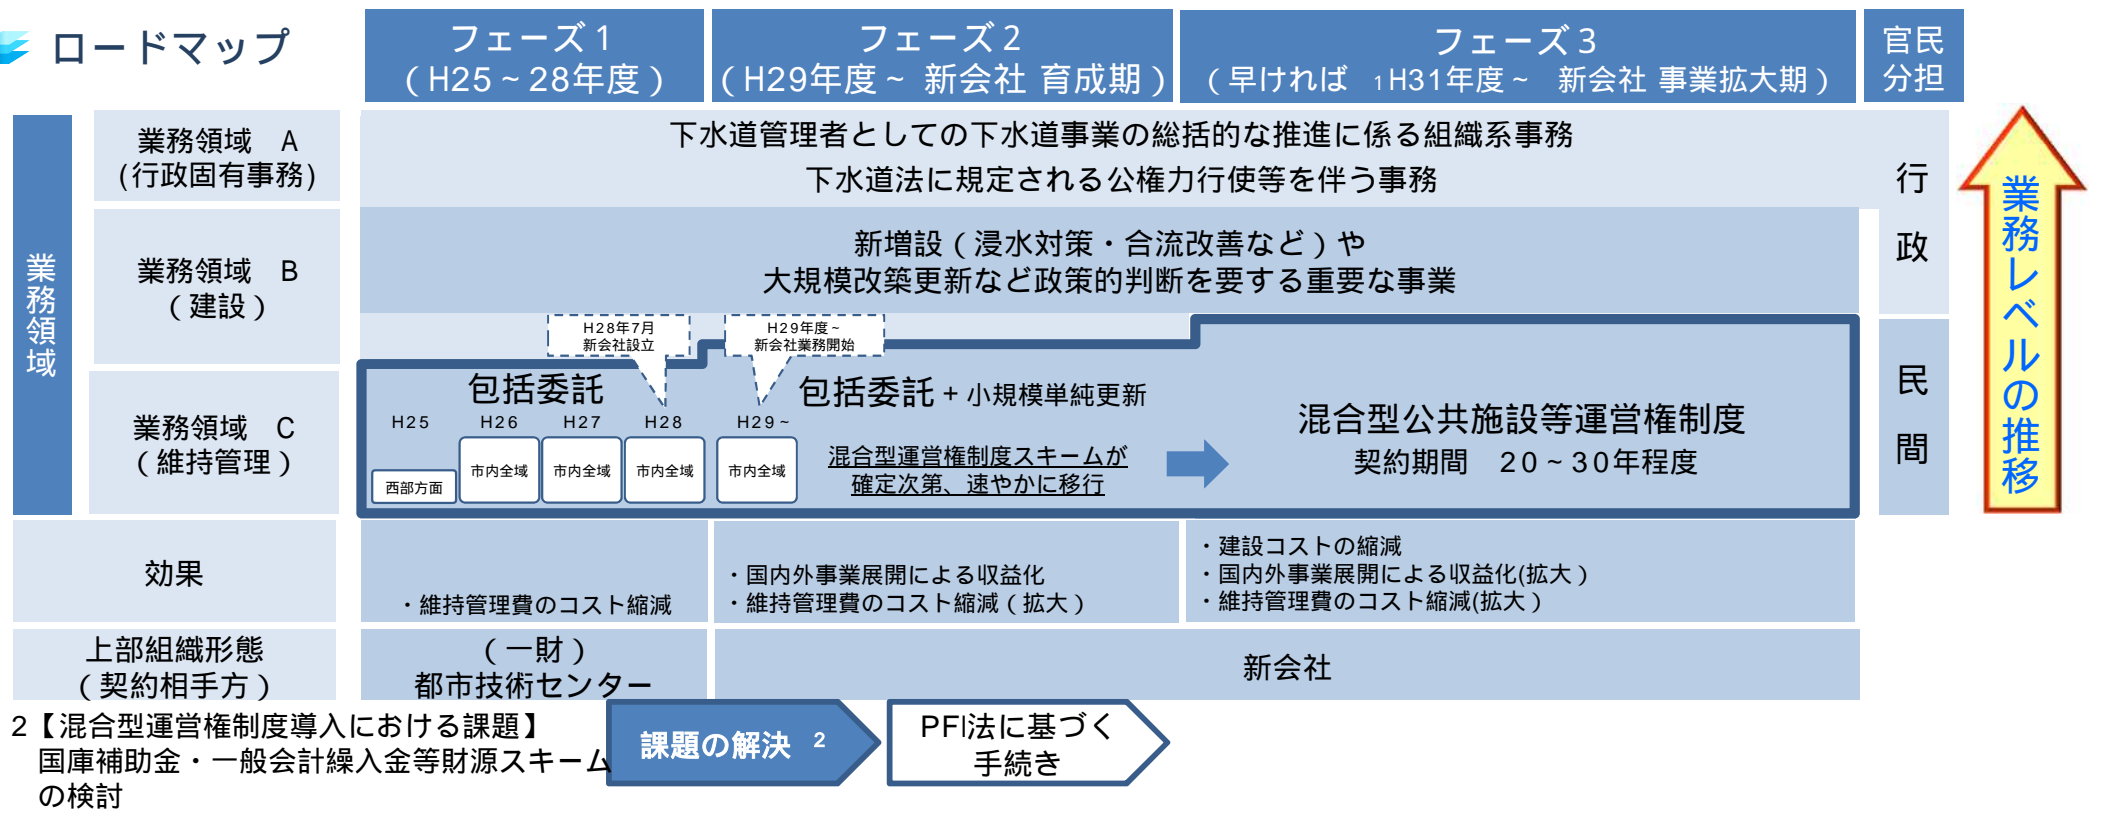 ロードマップ
フェーズ1
（H25～28年度）
フェーズ2
（H29年度～ 新会社 育成期）
フェーズ3
（早ければ 1H31年度～ 新会社 事業拡大期）
官民
分担
業務領域
業務領域 A
(行政固有事務)
下水道管理者としての下水道事業の総括的な推進に係る組織系事務
下水道法に規定される公権力行使等を伴う事務
行政
業務領域 B
（建設）
新増設（浸水対策・合流改善など）や
大規模改築更新など政策的判断を要する重要な事業
H28年7月
新会社設立
H29年度～
新会社業務開始
業務領域 C
（維持管理）
包括委託
H25
H26
H27
H28
西部方面
市内全域
市内全域
市内全域
包括委託+小規模単純更新
H29～
市内全域
混合型運営権制度スキームが
確定次第、速やかに移行
混合型公共施設等運営権制度
契約期間 20～30年程度
民間
業務レベルの推移
効果
・維持管理費のコスト縮減
・国内外事業展開による収益化
・維持管理費のコスト縮減（拡大）
・建設コストの縮減
・国内外事業展開による収益化(拡大）
・維持管理費のコスト縮減(拡大）
上部組織形態
（契約相手方）
（一財）
都市技術センター
新会社
2【混合型運営権制度導入における課題】
国庫補助金・一般会計繰入金等財源スキーム
の検討
課題の解決 2
PFI法に基づく
手続き